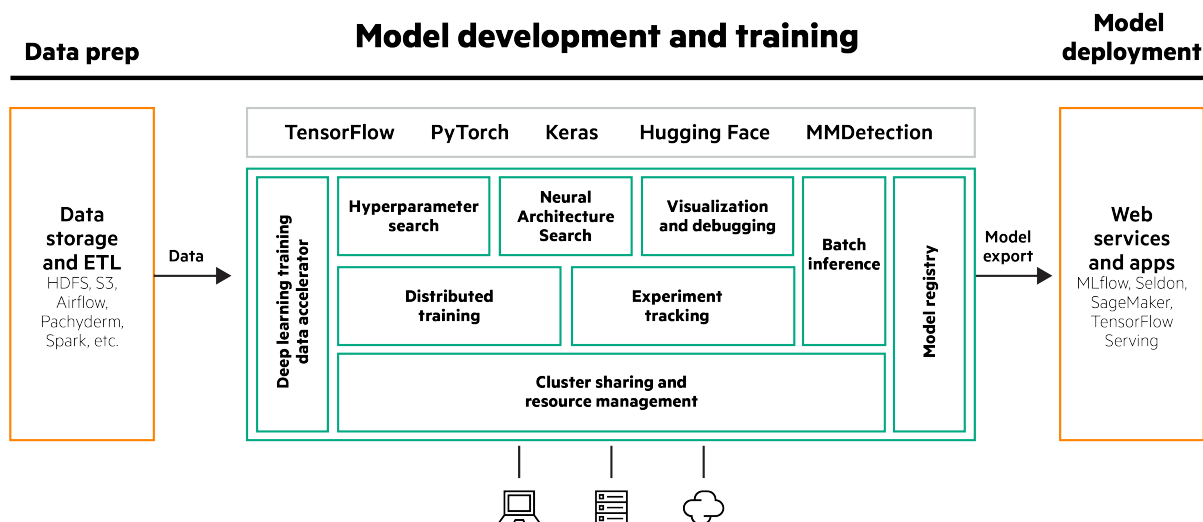 Data prep
Model development and training
Model
deployment
TensorFlow PyTorch Keras Hugging Face MMDetection
Data
storage
and ETL
HDFS, S3,
Airflow,
Pachyderm,
Spark, etc.
Data
Deep learning training
data accelerator
Hyperparameter
search
Neural
Architecture
Search
Visualization
and debugging
Distributed
training
Experiment
tracking
Batch
inference
Cluster sharing and
resource management
Model registry
Model
export
Web
services
and apps
MLflow, Seldon,
SageMaker,
TensorFlow
Serving